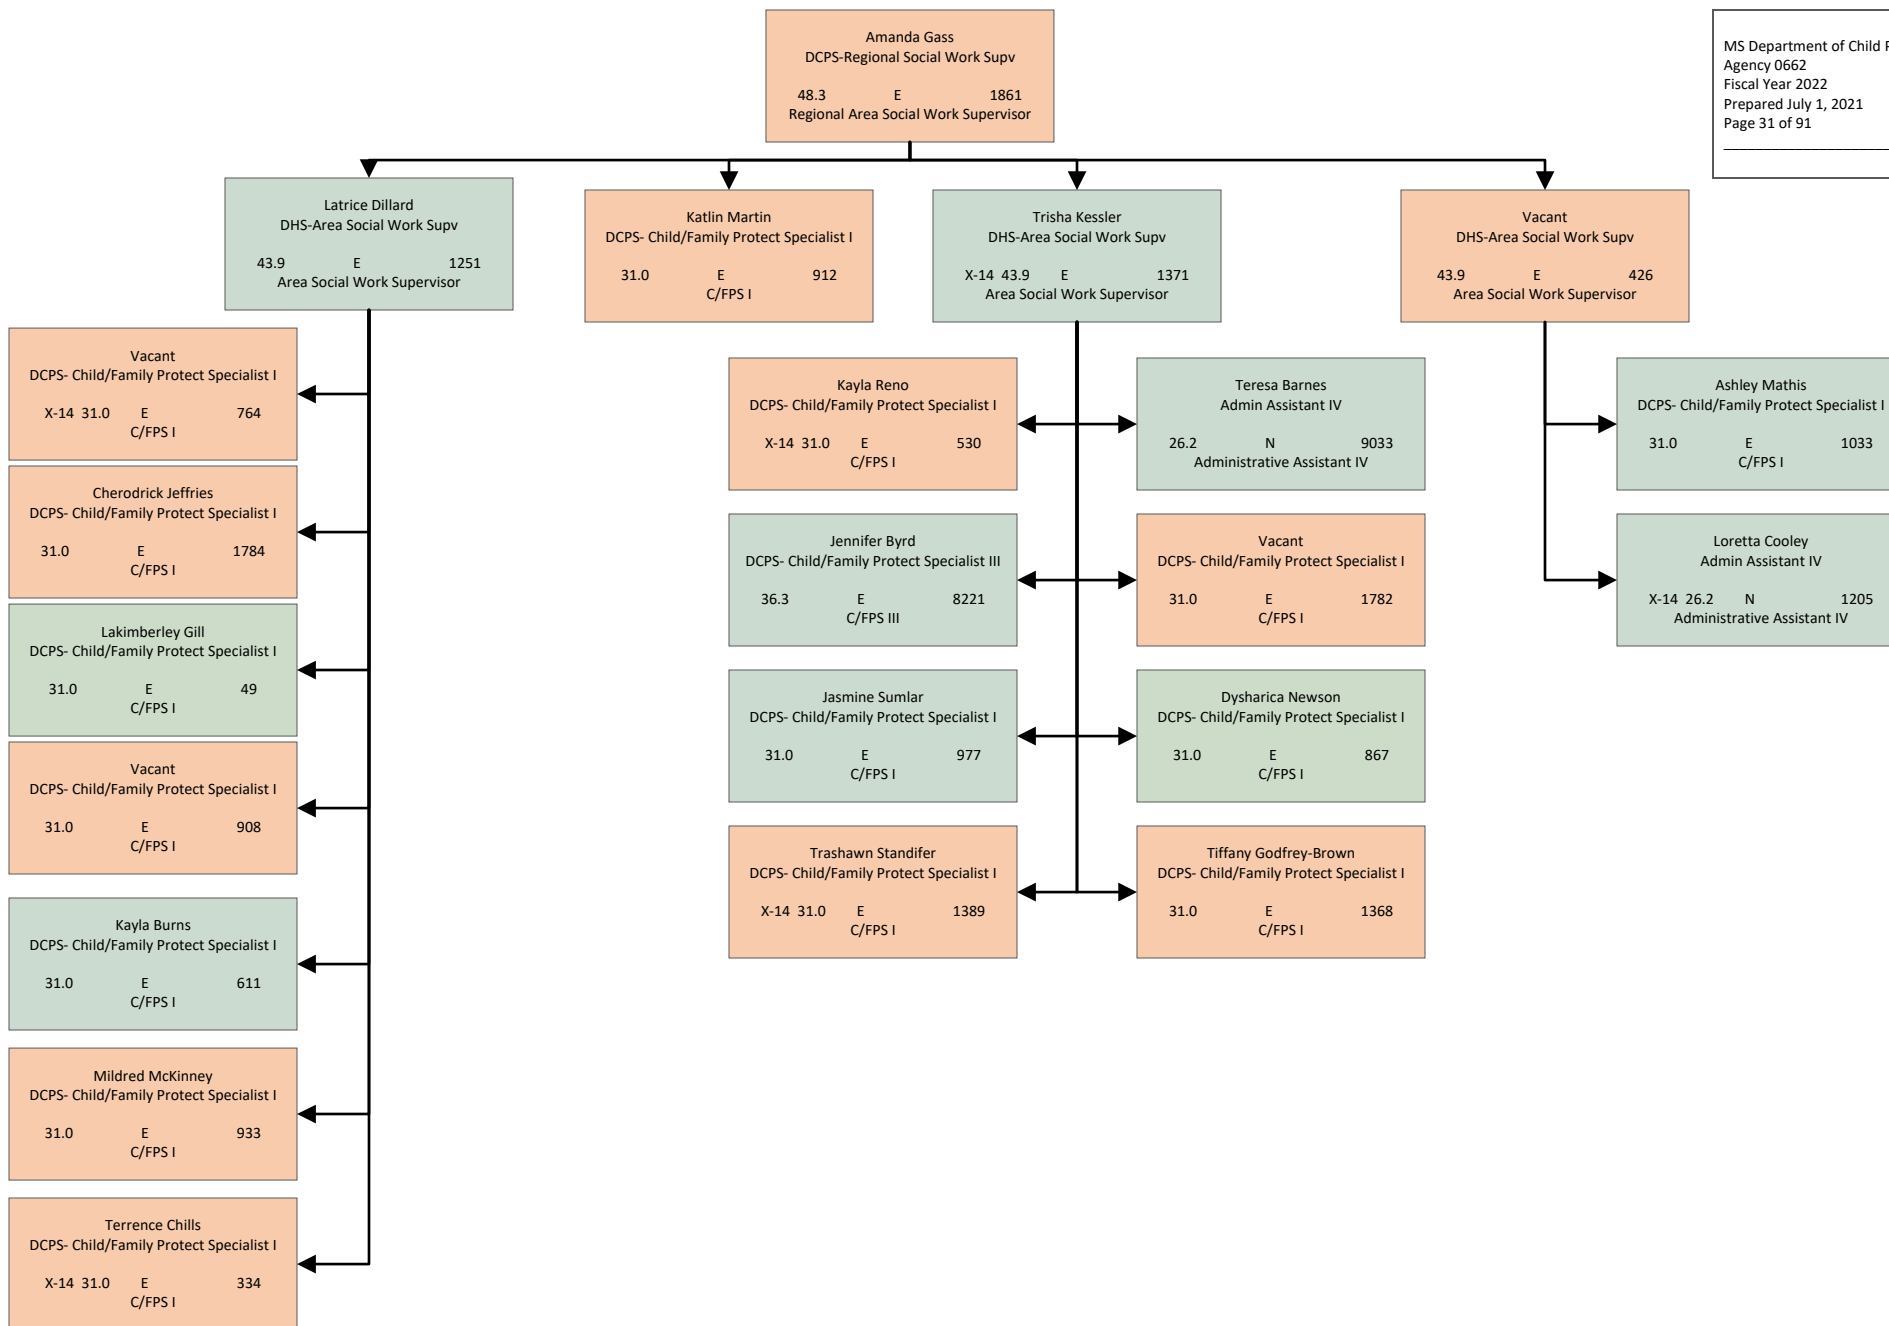 Amanda Gass
DCPS-Regional Social Work Supv
48.3 E 1861
Regional Area Social Work Supervisor
MS Department of Child
Agency 0662
Fiscal Year 2022
Prepared July 1, 2021
Page 31 of 91
Latrice Dillard
DHS-Area Social Work Supv
43.9 E 1251
Area Social Work Supervisor
Katlin Martin
DCPS- Child/Family Protect Specialist I
31.0 E 912
C/FPS I
Trisha Kessler
DHS-Area Social Work Supv
X-14 43.9 E 1371
Area Social Work Supervisor
Vacant
DHS-Area Social Work Supv
43.9 E 426
Area Social Work Supervisor
Vacant
DCPS- Child/Family Protect Specialist I
X-14 31.0 E 764
C/FPS I
Cherodrick Jeffries
DCPS- Child/Family Protect Specialist I
31.0 E 1784
C/FPS I
Lakimberley Gill
DCPS- Child/Family Protect Specialist I
31.0 E 49
C/FPS I
Vacant
DCPS- Child/Family Protect Specialist I
31.0 E 908
C/FPS I
Kayla Burns
DCPS- Child/Family Protect Specialist I
31.0 E 611
C/FPS I
Mildred McKinney
DCPS- Child/Family Protect Specialist I
31.0 E 933
C/FPS I
Terrence Chills
DCPS- Child/Family Protect Specialist I
X-14 31.0 E 334
C/FPS I
Kayla Reno
DCPS- Child/Family Protect Specialist I
X-14 31.0 E 530
C/FPS I
Teresa Barnes
Admin Assistant IV
26.2 N 9033
Administrative Assistant IV
Jennifer Byrd
DCPS- Child/Family Protect Specialist III
36.3 E 8221
C/FPS III
Vacant
DCPS- Child/Family Protect Specialist I
31.0 E 1782
C/FPS I
Jasmine Sumlar
DCPS- Child/Family Protect Specialist I
31.0 E 977
C/FPS I
Dysharica Newson
DCPS- Child/Family Protect Specialist I
31.0 E 867
C/FPS I
Trashawn Standifer
DCPS- Child/Family Protect Specialist I
X-14 31.0 E 1389
C/FPS I
Tiffany Godfrey-Brown
DCPS- Child/Family Protect Specialist I
31.0 E 1368
C/FPS I
Ashley Mathis
DCPS- Child/Family Protect Specialist I
31.0 E 1033
C/FPS I
Loretta Cooley
Admin Assistant IV
X-14 26.2 N 1205
Administrative Assistant IV